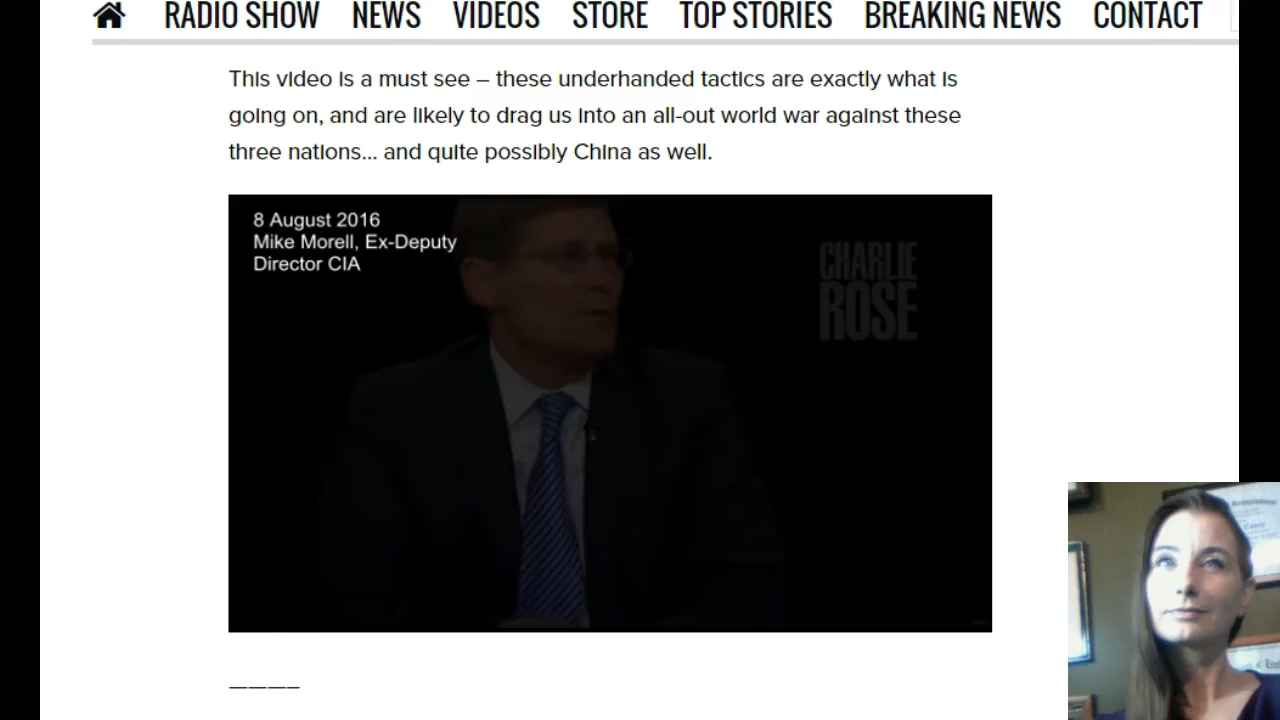 RADIO SHOW NEWS VIDEOS STORE TOP STORIES BREAKING NEWS CONTACT
This video is a must see – these underhanded tactics are exactly what is
going on, and are likely to drag us into an all-out world war against these
three nations... and quite possibly China as well.
8 August 2016
Mike Morell, Ex-Deputy
Director CIA
CHARLIE
ROSE
————